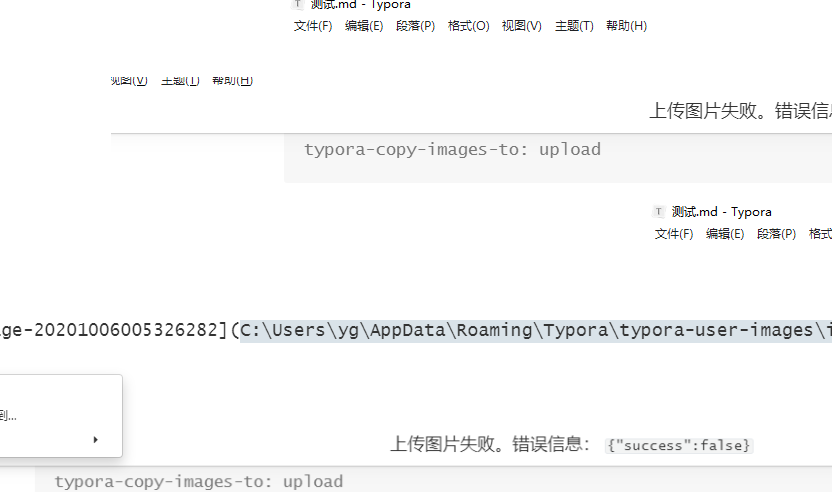 测试.md - Typora
文件(F) 编辑(E) 段落(P) 格式(O) 视图(V) 主题(T) 帮助(H)
视图(V) 主题(T) 帮助(H)
上传图片失败。错误信
typora-copy-images-to: upload
T 测试.md - Typora
文件(F) 编辑(E) 段落(P) 格式
ge-20201006005326282](C:\Users\yg\AppData\Roaming\Typora\typora-user-images\i
到...
上传图片失败。错误信息: {"success":false}
typora-copy-images-to: upload